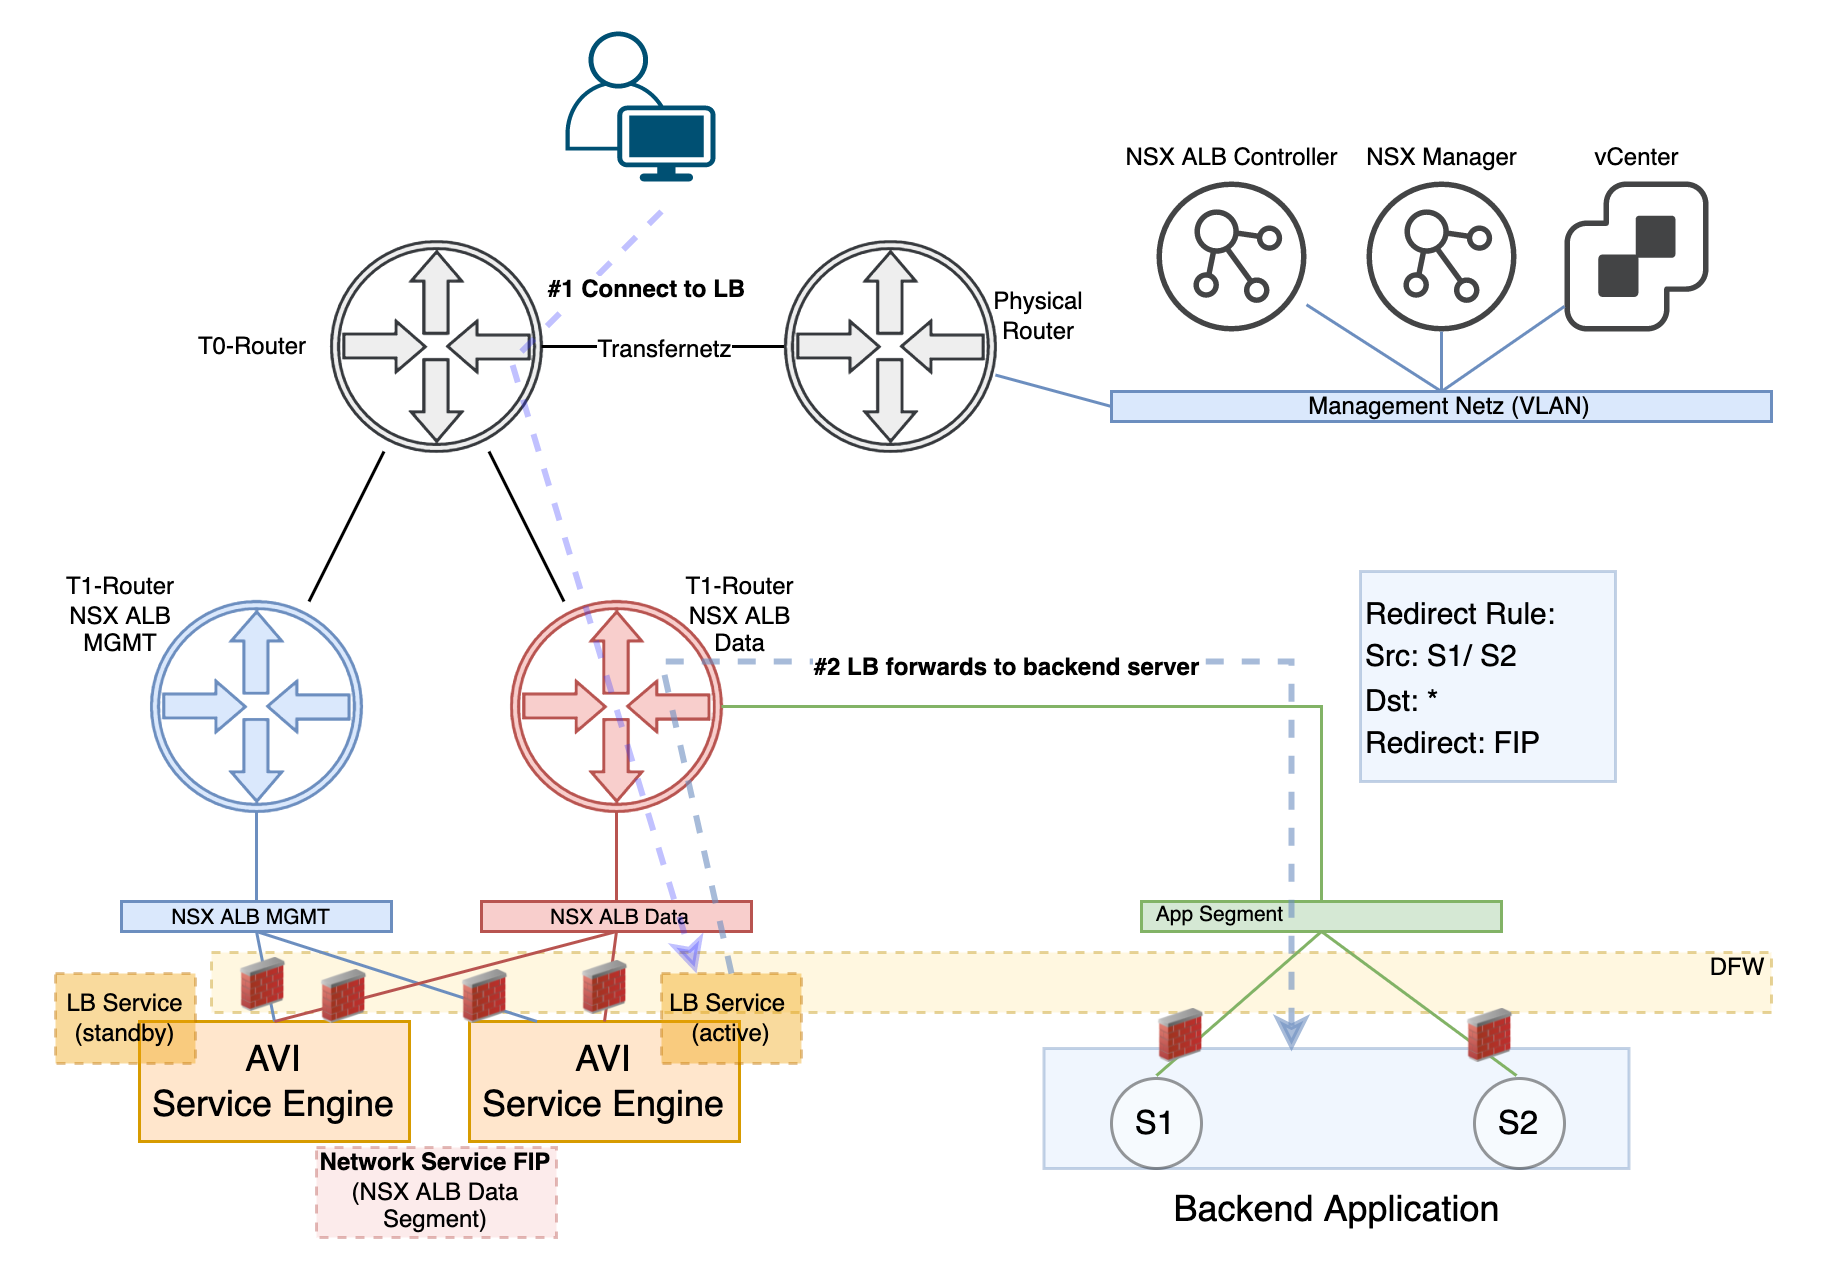 NSX ALB Controller
NSX Manager
vCenter
#1 Connect to LB
Physical
Router
T0-Router
Transfernetz
Management Netz (VLAN)
T1-Router
NSX ALB
MGMT
T1-Router
NSX ALB
Data
#2 LB forwards to backend server
Redirect Rule:
Src: S1/ S2
Dst: *
Redirect: FIP
NSX ALB MGMT
NSX ALB Data
App Segment
DFW
LB Service
(standby)
LB Service
(active)
AVI
Service Engine
AVI
Service Engine
S1
S2
Network Service FIP
(NSX ALB Data
Segment)
Backend Application